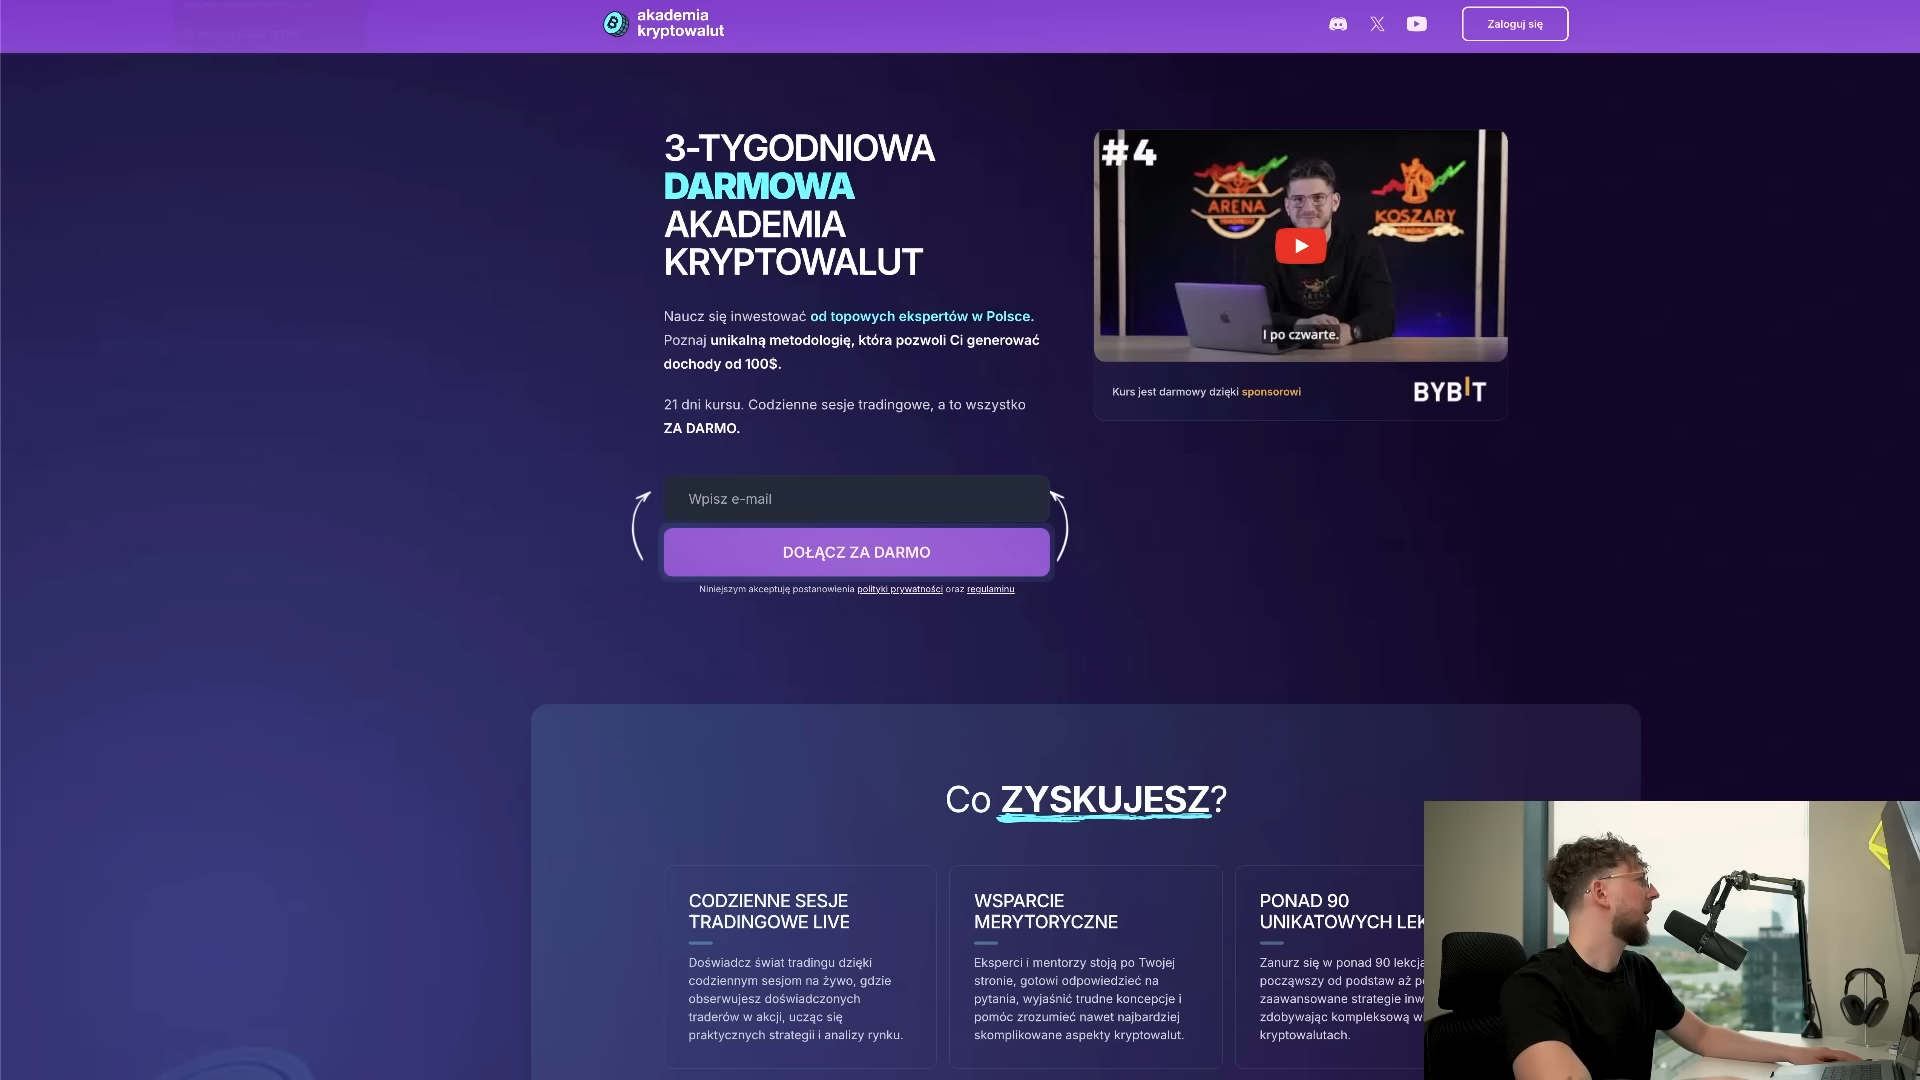 akademia
kryptowalut
Zaloguj się
3-TYGODNIOWA
DARMOWA
AKADEMIA
KRYPTOWALUT
Naucz się inwestować od topowych ekspertów w Polsce.
Poznaj unikalną metodologię, która pozwoli Ci generować
dochody od 100$.
21 dni kursu. Codzienne sesje tradingowe, a to wszystko
ZA DARMO.
Wpisz e-mail
DOŁĄCZ ZA DARMO
Niniejszym akceptuję postanowienia polityki prywatności oraz regulaminu
#4
ARENA
KOSZARY
ARENA
I po czwarte.
Kurs jest darmowy dzięki sponsorowi
BYBIT
Co ZYSKUJESZ?
CODZIENNE SESJE
TRADINGOWE LIVE
Doświadcz świat tradingu dzięki
codziennym sesjom na żywo, gdzie
obserwujesz doświadczonych
traderów w akcji, ucząc się
praktycznych strategii i analizy rynku.
WSPARCIE
MERYTORYCZNE
Eksperci i mentorzy stoją po Twojej
stronie, gotowi odpowiedzieć na
pytania, wyjaśnić trudne koncepcje i
pomóc zrozumieć nawet najbardziej
skomplikowane aspekty kryptowalut.
PONAD 90
UNIKATOWYCH LEK
Zanurz się w ponad 90 lekcja
począwszy od podstaw aż po
zaawansowane strategie inw
zdobywając kompleksową w
kryptowalutach.